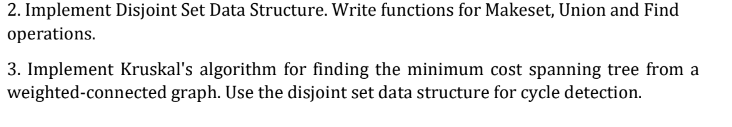 2. Implement Disjoint Set Data Structure. Write functions for Makeset, Union and Find
operations.
3. Implement Kruskal's algorithm for finding the minimum cost spanning tree from a
weighted-connected graph. Use the disjoint set data structure for cycle detection.